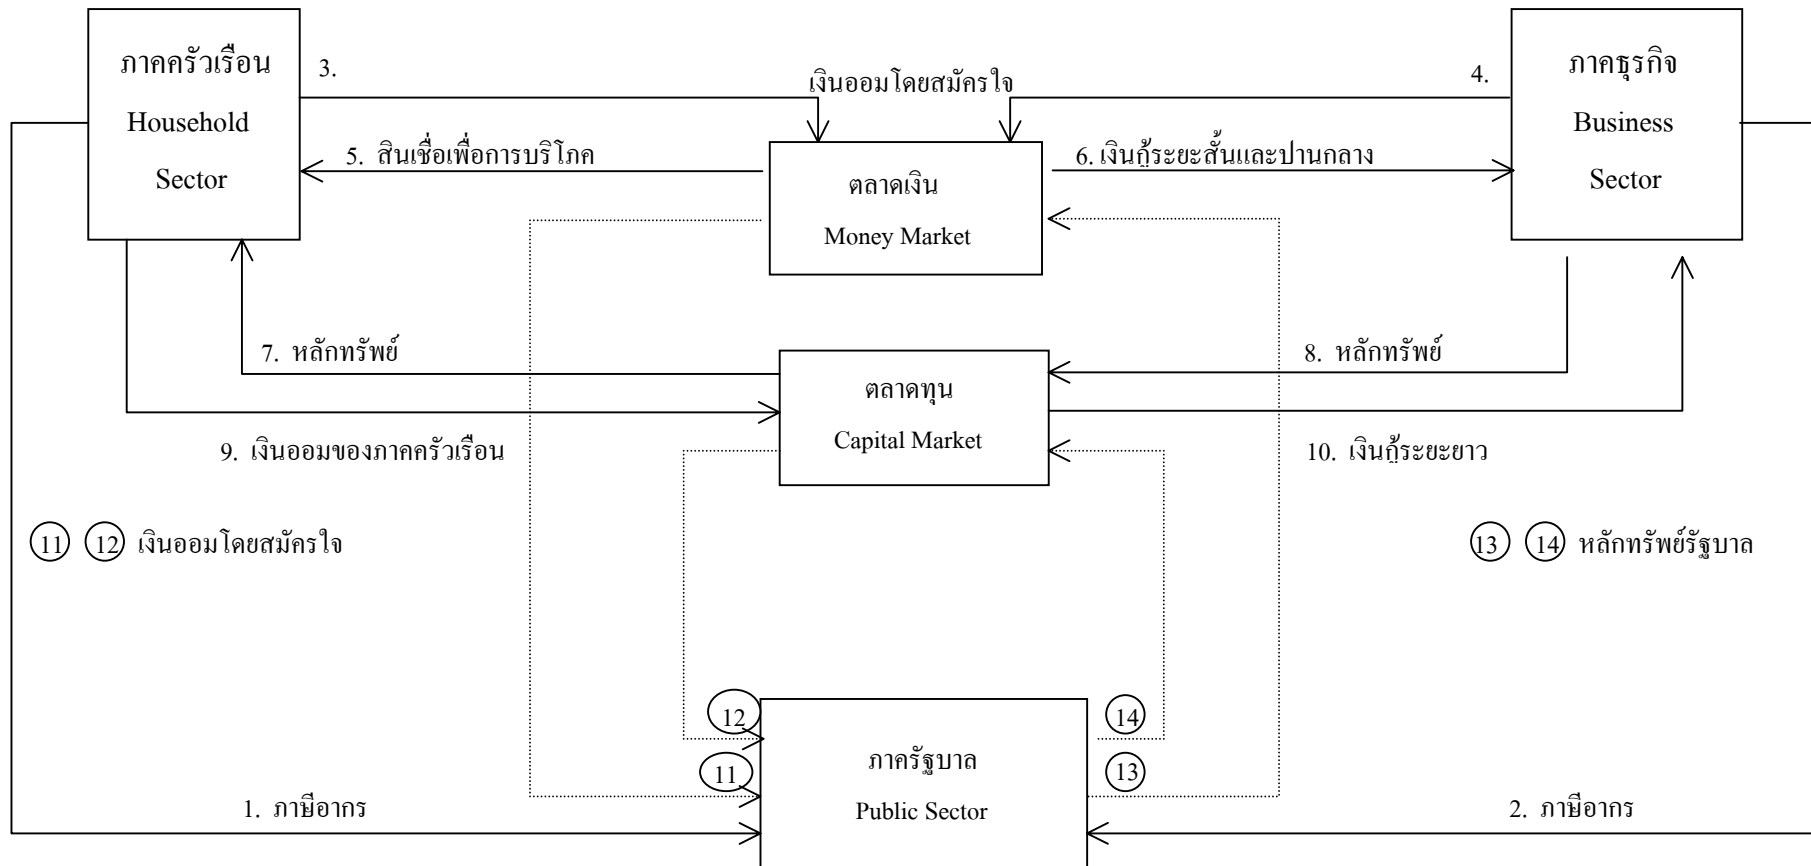 ภาคครัวเรือน
Household
Sector
3.
เงินออมโดยสมัครใจ
4.
ภาคธุรกิจ
Business
Sector
5. สินเชื่อเพื่อการบริโภค
6. เงินกู้ระยะสั้นและปานกลาง
ตลาดเงิน
Money Market
7. หลักทรัพย์
8. หลักทรัพย์
ตลาดทุน
Capital Market
9. เงินออมของภาคครัวเรือน
10. เงินกู้ระยะยาว
11 12 เงินออมโดยสมัครใจ
13 14 หลักทรัพย์รัฐบาล
12
14
11
13
ภาครัฐบาล
Public Sector
1. ภาษีอากร
2. ภาษีอากร